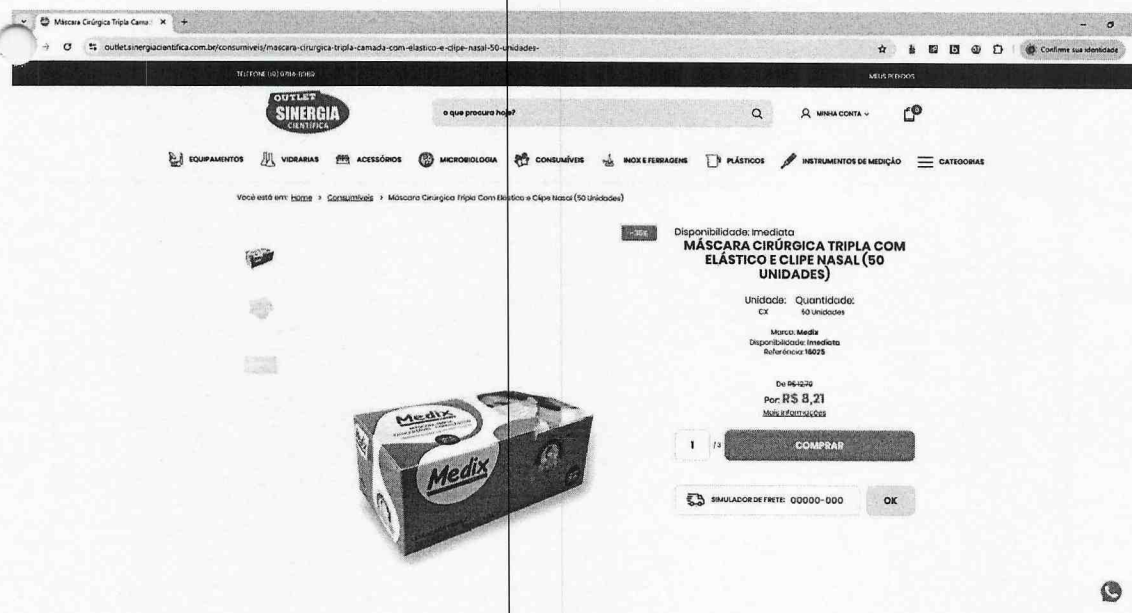 Máscara Cirúrgica Tripla Cama
outlet.sinergiacientifica.com.br/consumiveis/mascara-cirurgica-tripla-camada-com-elastico-e-clipe-nasal-50-unidades-
Confirme sua identidade
MEUS PEDIDOS
OUTLET
SINERGIA
CIENTÍFICA
o que procura hoje?
MINHA CONTA
0
EQUIPAMENTOS VIDRARIAS ACESSÓRIOS MICROBIOLOGIA CONSUMÍVEIS INOX E FERRAGENS PLÁSTICOS INSTRUMENTOS DE MEDIÇÃO CATEGORIAS
Você está em: Home > Consumíveis > Máscara Cirúrgica Tripla Com Elástico e Clipe Nasal (50 Unidades)
Disponibilidade: Imediata
MÁSCARA CIRÚRGICA TRIPLA COM
ELÁSTICO E CLIPE NASAL (50
UNIDADES)
Unidade: Quantidade:
CX 50 Unidades
Marca: Medix
Disponibilidade: Imediata
Referência: 16025
De R$ 12,70
Por: R$ 8,21
Mais informações
1 /3 COMPRAR
SIMULADOR DE FRETE: 00000-000 OK
Medix
Medix